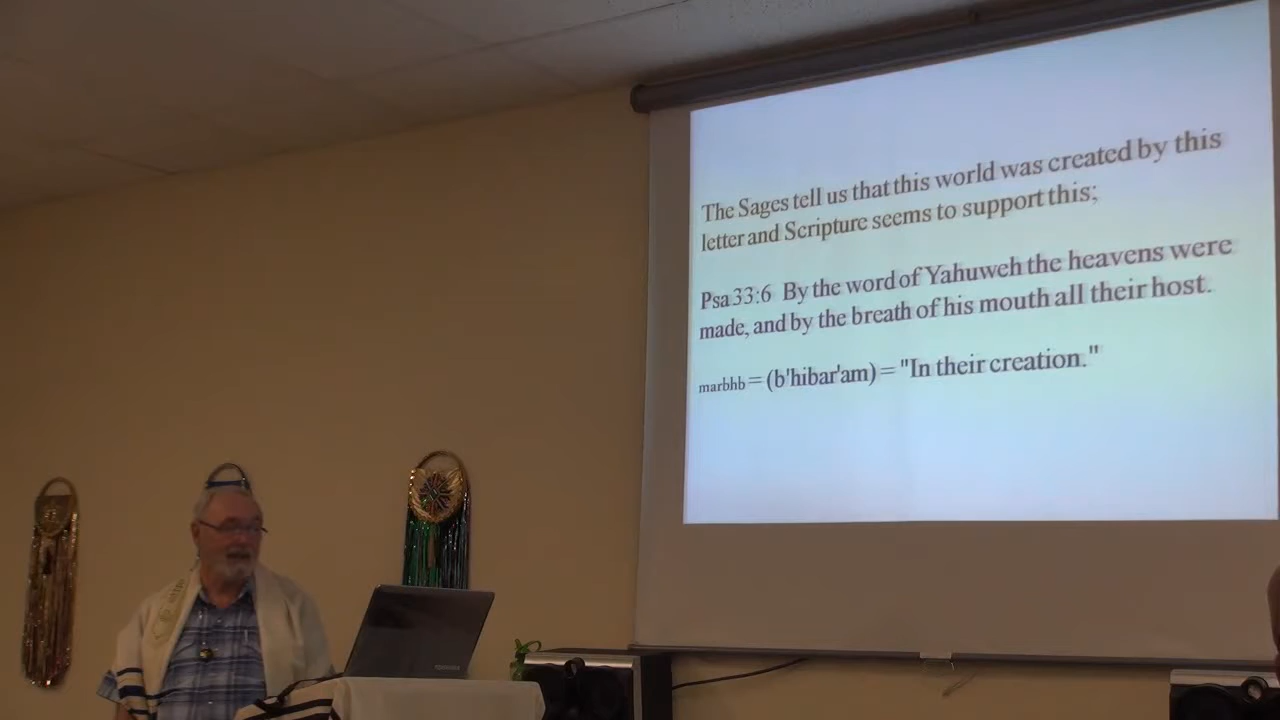 The Sages tell us that this world was created by this
letter and Scripture seems to support this;
Psa 33:6 By the word of Yahuweh the heavens were
made, and by the breath of his mouth all their host.
marbhb = (b'hibar'am) = "In their creation."
TOSHIBA